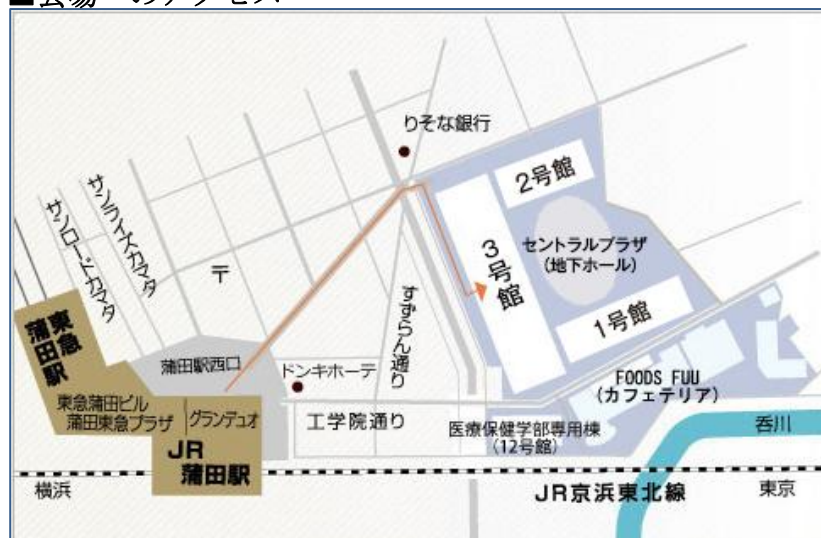 ■会場へのアクセス
りそな銀行
2号館
サンライズカマタ
サンロードカマタ
3号館
セントラルプラザ
(地下ホール)
〒
すずらん通り
1号館
東急
蒲田駅
蒲田駅西口
ドンキホーテ
FOODS FUU
(カフェテリア)
東急蒲田ビル
蒲田東急プラザ
グランデュオ
工学院通り
医療保健学部専用棟
(12号館)
呑川
JR
蒲田駅
横浜
JR京浜東北線
東京